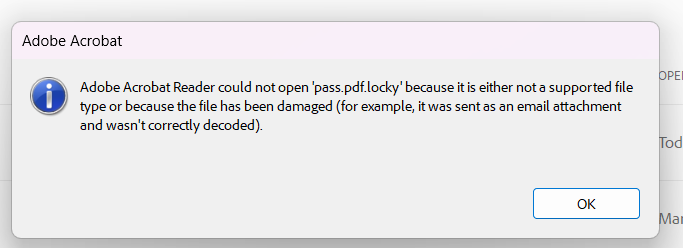 Adobe Acrobat
Adobe Acrobat Reader could not open 'pass.pdf.locky' because it is either not a supported file
type or because the file has been damaged (for example, it was sent as an email attachment
and wasn't correctly decoded).
OK
OPE
Tod
Mar